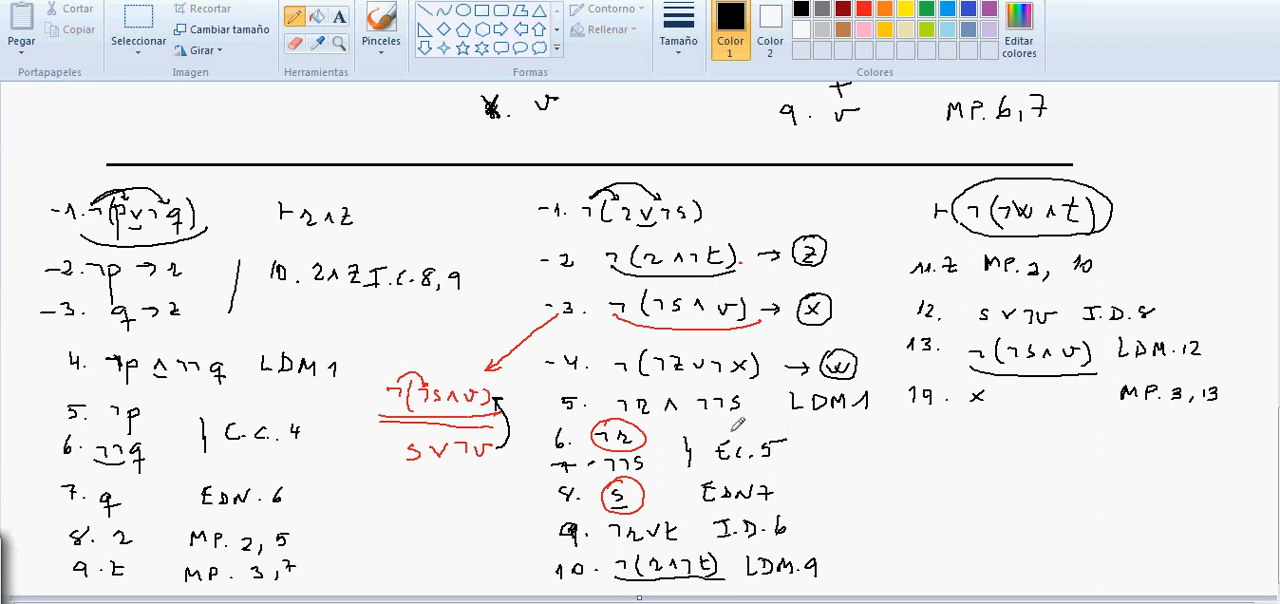 Cortar
Copiar
Pegar
Portapapeles
Seleccionar
Recortar
Cambiar tamaño
Girar
Imagen
Herramientas
Pinceles
Contorno
Rellenar
Formas
Tamaño
Color 1
Color 2
Editar colores
Colores
. v
9. v MP. 6,7
-1. ¬(p∨¬q) ⊢ r∧z
-2. ¬p → r
-3. q → z
10. r∧z I.C. 8,9
4. ¬p ∧ ¬¬q LDM 1
5. ¬p
6. ¬¬q } C.C. 4
7. q EDN. 6
8. r MP. 2, 5
9. t MP. 3, 7
-1. ¬(r∨¬s) ⊢ ¬(¬w∧t)
-2 ¬(r∧¬t). → z
-3. ¬(¬s∧v) → x
-4. ¬(¬z∨¬x) → w
¬(¬s∧v)
s∨¬v
5. ¬r ∧ ¬¬s LDM 1
6. ¬r
7. ¬¬s } EC. 5
8. s EDN 7
9. ¬r∨t I.D. 6
10. ¬(r∧¬t) LDM. 9
11. z MP. 2, 10
12. s∨¬v I.D. 8
13. ¬(¬s∧v) LDM. 12
19. x MP. 3, 13